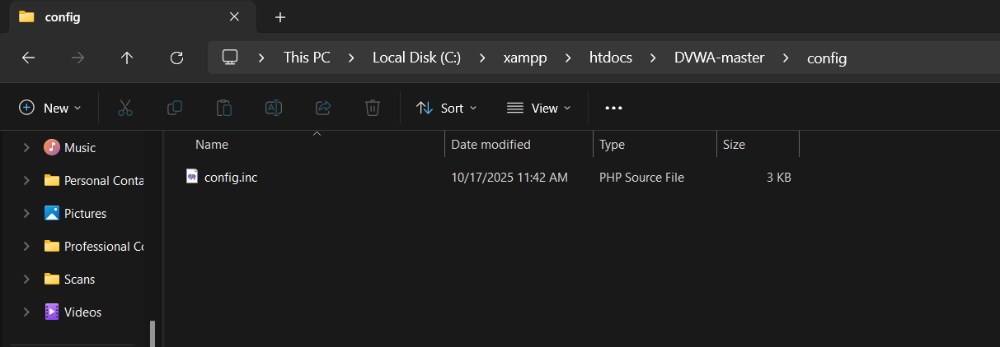 config
This PC > Local Disk (C:) > xampp > htdocs > DVWA-master > config
New Sort View
Name Date modified Type Size
config.inc 10/17/2025 11:42 AM PHP Source File 3 KB
Music
Personal Conta
Pictures
Professional Co
Scans
Videos